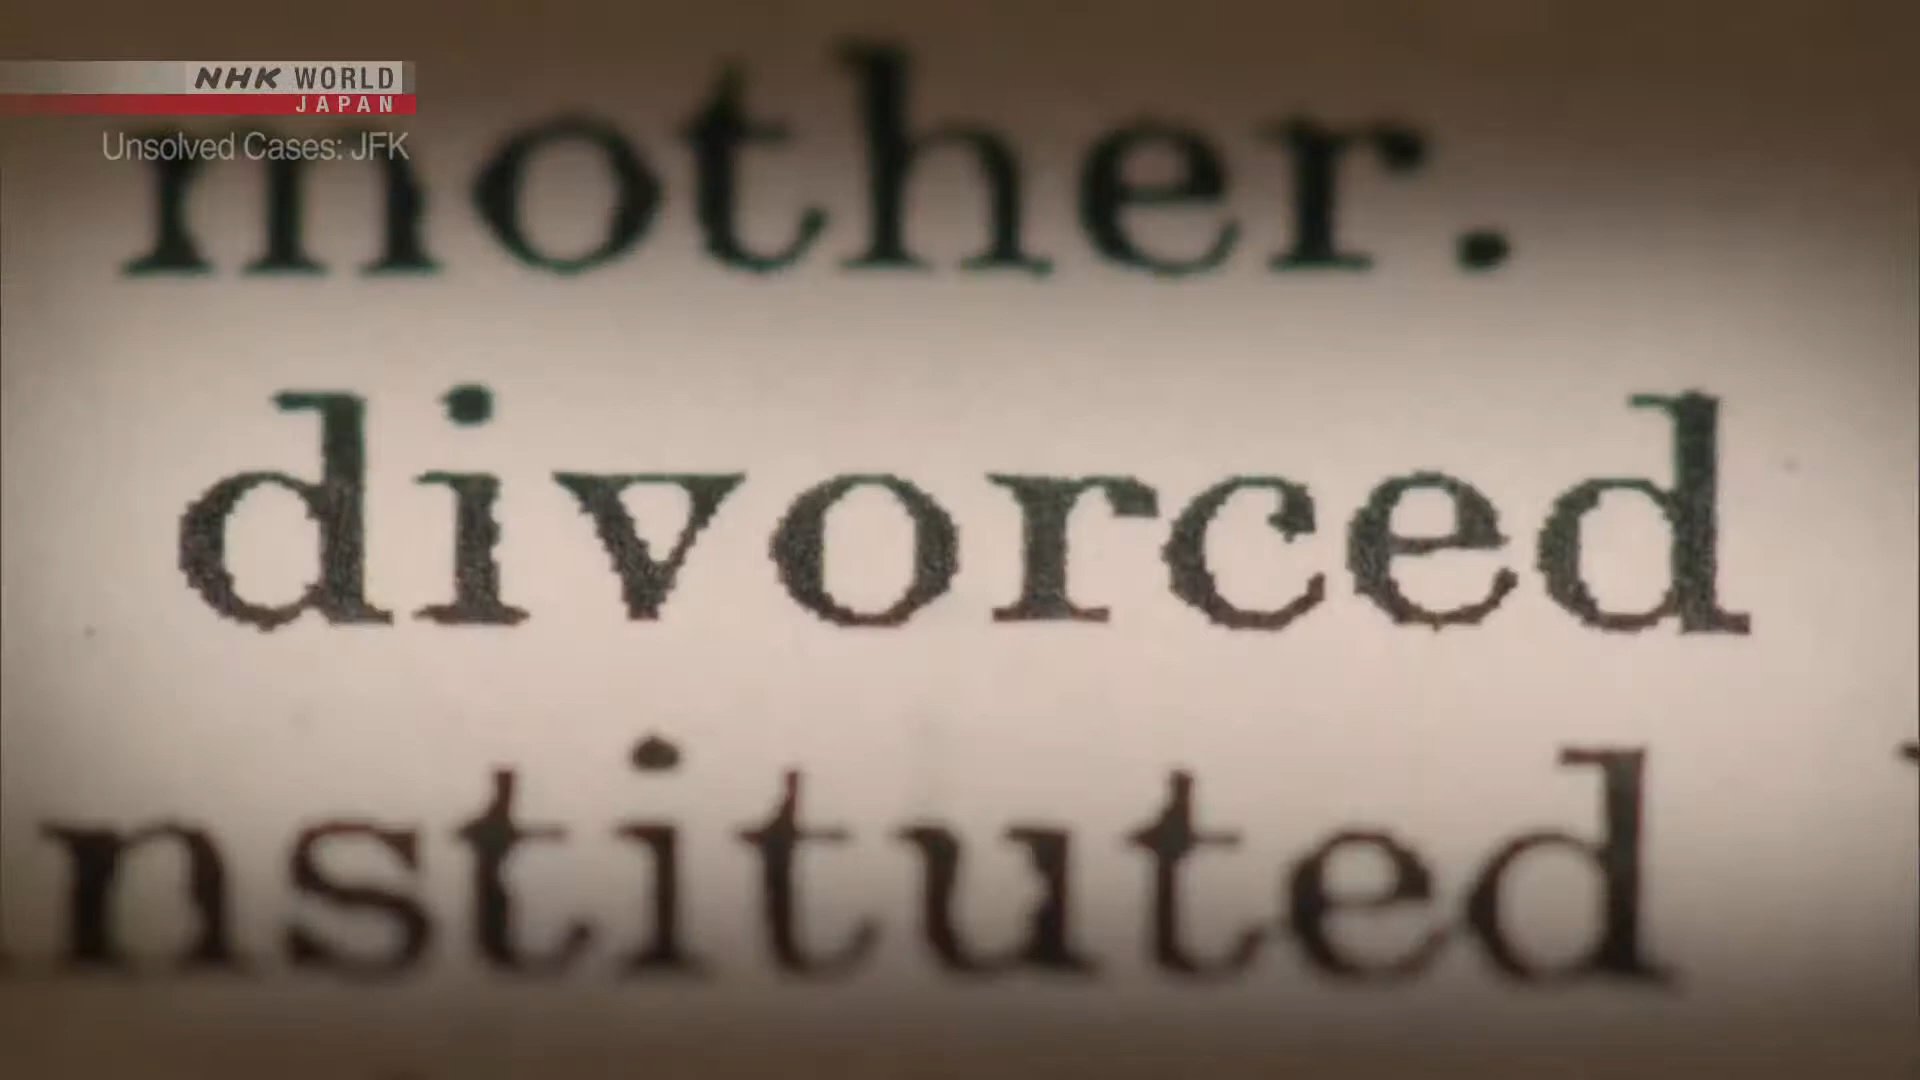 NHK WORLD
JAPAN
Unsolved Cases: JFK
mother.
divorced
nstituted